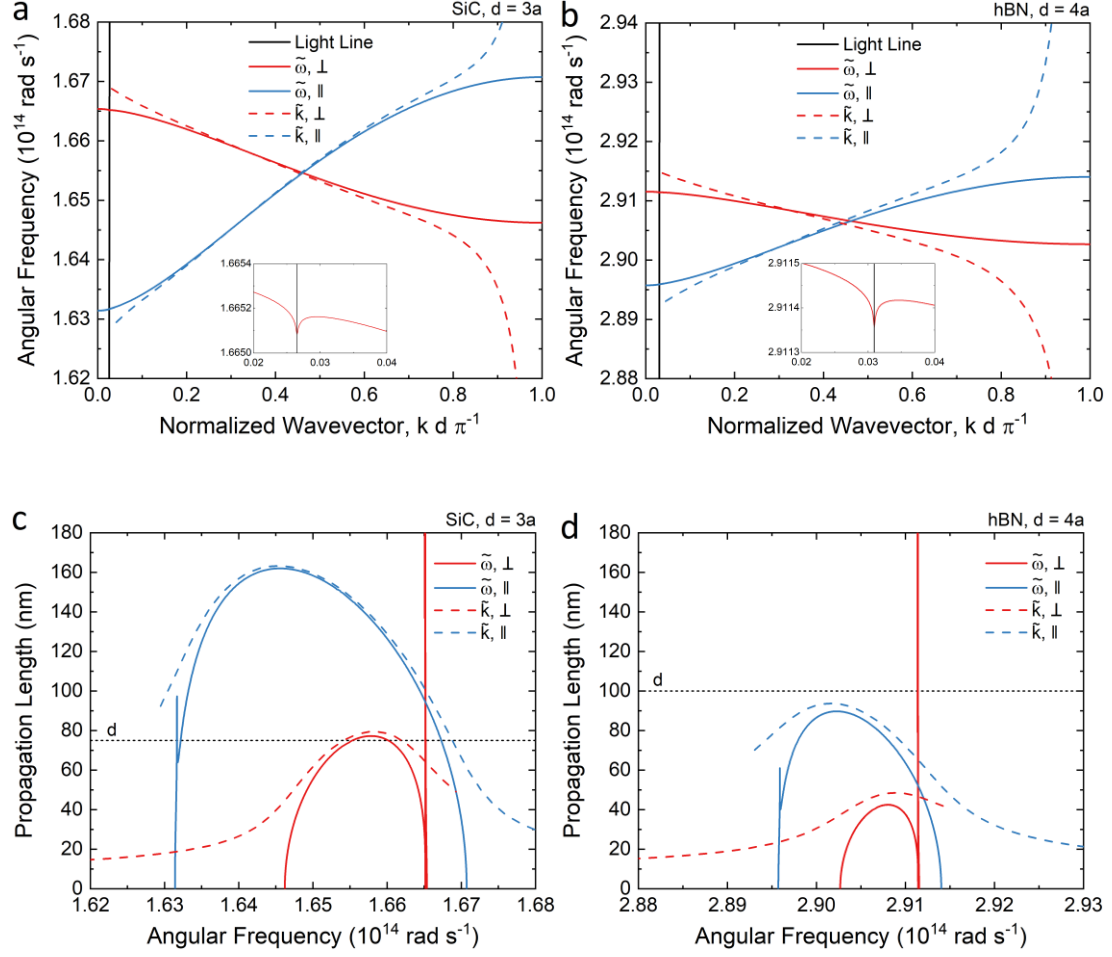 a
SiC, d = 3a
Angular Frequency (10¹⁴ rad s⁻¹)
1.68
1.67
1.66
1.65
1.64
1.63
1.62
Light Line
ω̃, ⊥
ω̃, ∥
k̃, ⊥
k̃, ∥
1.6654
1.6652
1.6650
0.02 0.03 0.04
0.0 0.2 0.4 0.6 0.8 1.0
Normalized Wavevector, k d π⁻¹
b
hBN, d = 4a
Angular Frequency (10¹⁴ rad s⁻¹)
2.94
2.93
2.92
2.91
2.90
2.89
2.88
Light Line
ω̃, ⊥
ω̃, ∥
k̃, ⊥
k̃, ∥
2.9115
2.9114
2.9113
0.02 0.03 0.04
0.0 0.2 0.4 0.6 0.8 1.0
Normalized Wavevector, k d π⁻¹
c
SiC, d = 3a
Propagation Length (nm)
180
160
140
120
100
80
60
40
20
0
ω̃, ⊥
ω̃, ∥
k̃, ⊥
k̃, ∥
d
1.62 1.63 1.64 1.65 1.66 1.67 1.68
Angular Frequency (10¹⁴ rad s⁻¹)
d
hBN, d = 4a
Propagation Length (nm)
180
160
140
120
100
80
60
40
20
0
ω̃, ⊥
ω̃, ∥
k̃, ⊥
k̃, ∥
d
2.88 2.89 2.90 2.91 2.92 2.93
Angular Frequency (10¹⁴ rad s⁻¹)